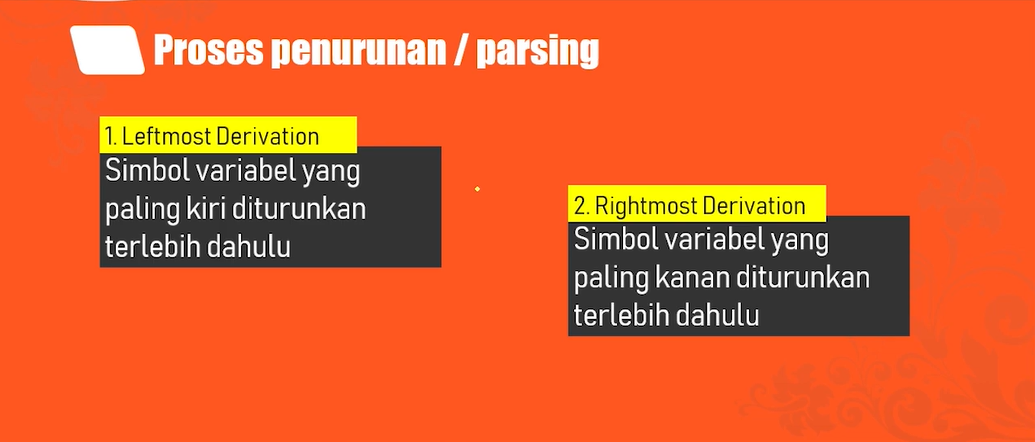 Proses penurunan / parsing
1. Leftmost Derivation
Simbol variabel yang
paling kiri diturunkan
terlebih dahulu
2. Rightmost Derivation
Simbol variabel yang
paling kanan diturunkan
terlebih dahulu